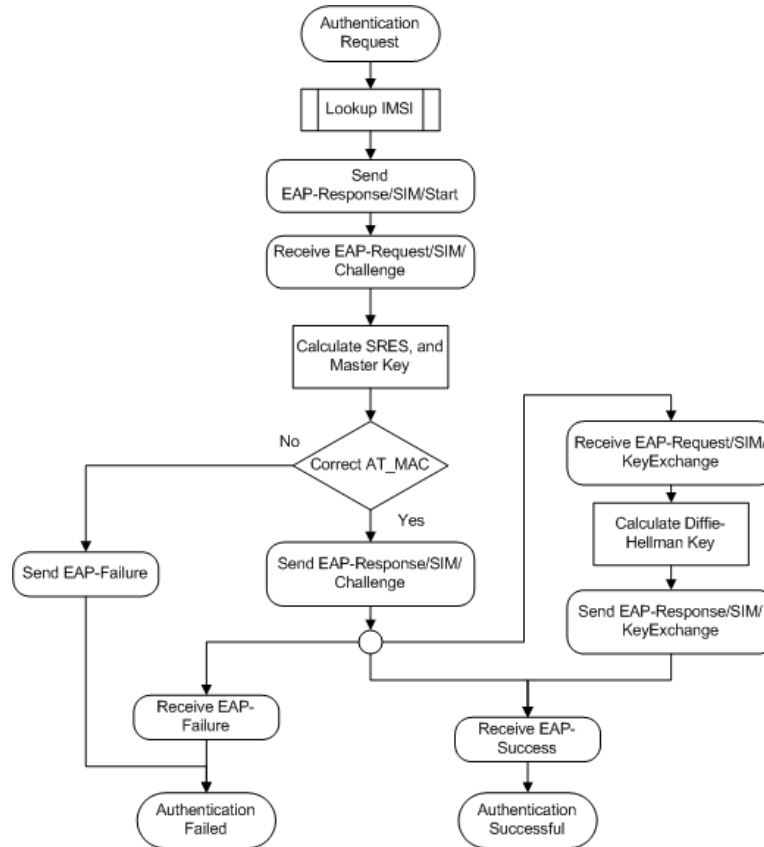 Authentication
Request
Lookup IMSI
Send
EAP-Response/SIM/Start
Receive EAP-Request/SIM/
Challenge
Calculate SRES, and
Master Key
No
Correct AT_MAC
Yes
Receive EAP-Request/SIM/
KeyExchange
Calculate Diffie-
Hellman Key
Send EAP-Failure
Send EAP-Response/SIM/
Challenge
Send EAP-Response/SIM/
KeyExchange
Receive EAP-
Failure
Receive EAP-
Success
Authentication
Failed
Authentication
Successful